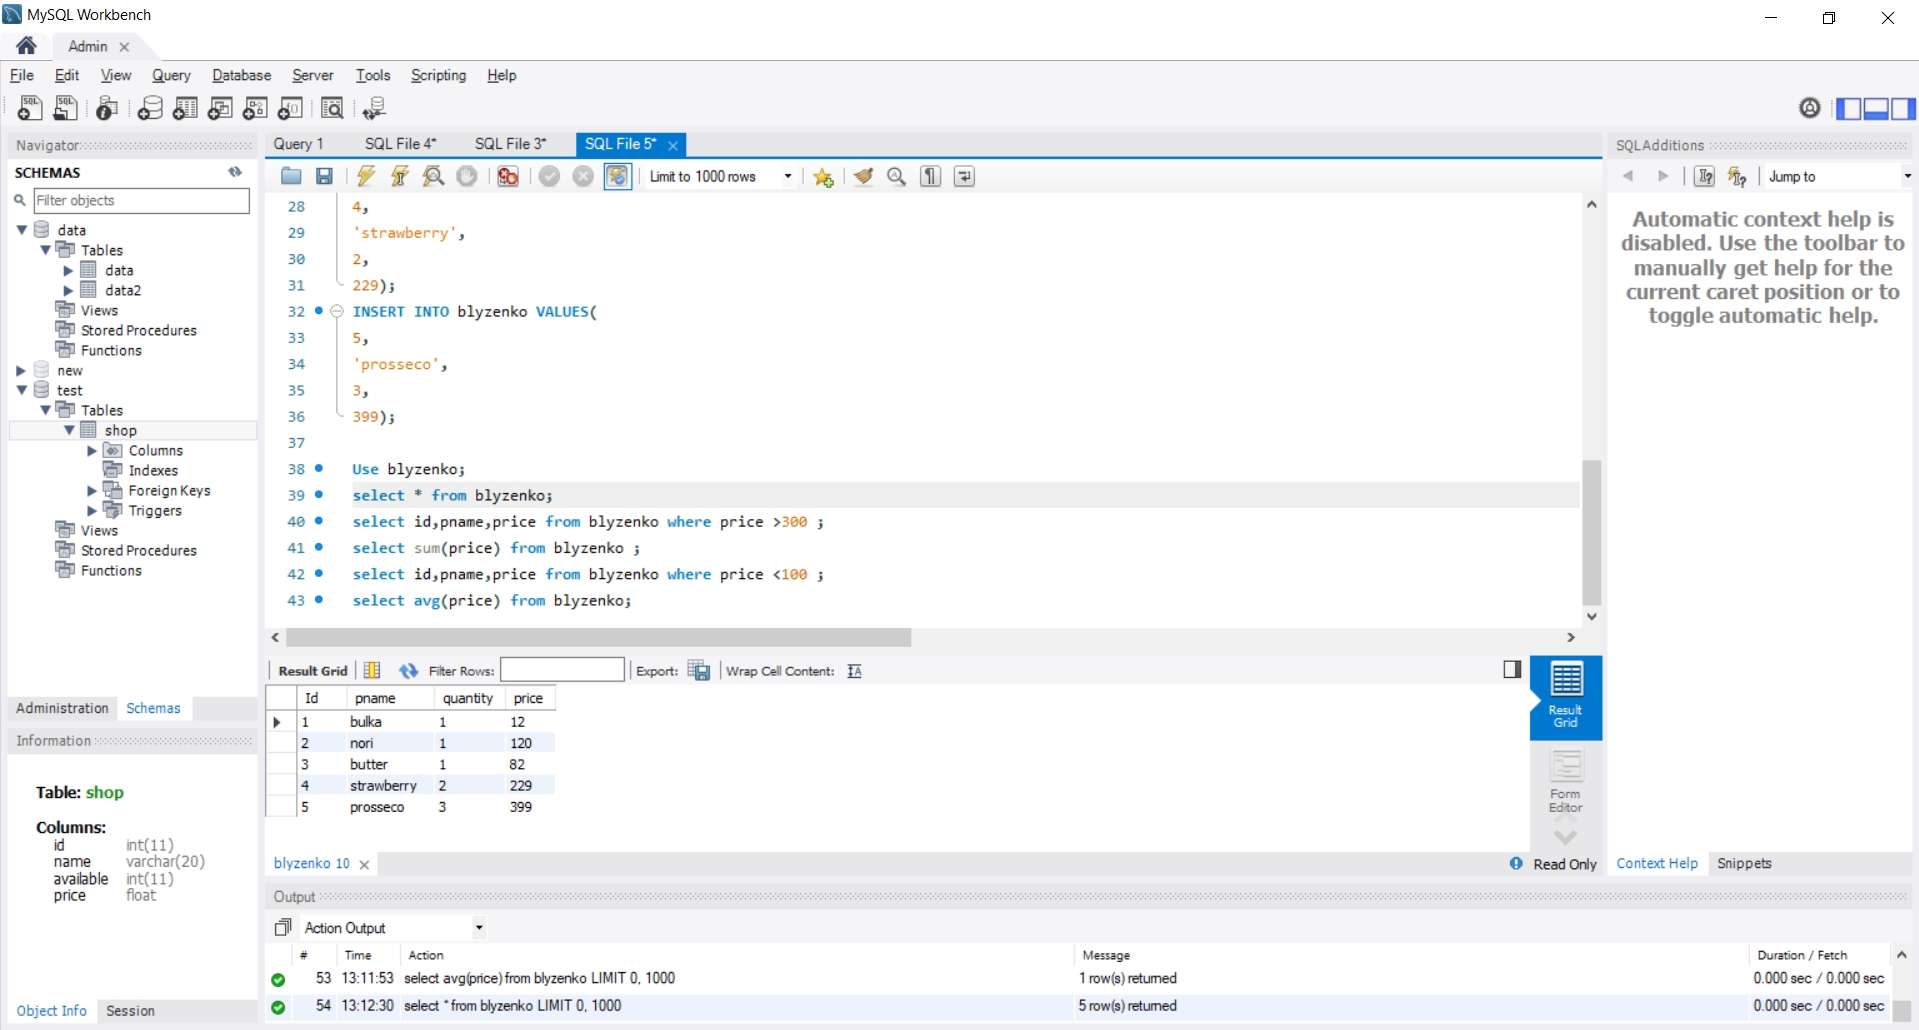 MySQL Workbench
Admin
File Edit View Query Database Server Tools Scripting Help
Navigator
SCHEMAS
Filter objects
data
Tables
data
data2
Views
Stored Procedures
Functions
new
test
Tables
shop
Columns
Indexes
Foreign Keys
Triggers
Views
Stored Procedures
Functions
Administration Schemas
Information
Table: shop
Columns:
id int(11)
name varchar(20)
available int(11)
price float
Object Info Session
Query 1 SQL File 4* SQL File 3* SQL File 5*
Limit to 1000 rows
28 4,
29 'strawberry',
30 2,
31 229);
32 INSERT INTO blyzenko VALUES(
33 5,
34 'prosseco',
35 3,
36 399);
37
38 Use blyzenko;
39 select * from blyzenko;
40 select id,pname,price from blyzenko where price >300 ;
41 select sum(price) from blyzenko ;
42 select id,pname,price from blyzenko where price <100 ;
43 select avg(price) from blyzenko;
Result Grid Filter Rows: Export: Wrap Cell Content:
Id pname quantity price
1 bulka 1 12
2 nori 1 120
3 butter 1 82
4 strawberry 2 229
5 prosseco 3 399
Result
Grid
Form
Editor
blyzenko 10
Read Only
SQLAdditions
Jump to
Automatic context help is
disabled. Use the toolbar to
manually get help for the
current caret position or to
toggle automatic help.
Context Help Snippets
Output
Action Output
# Time Action Message Duration / Fetch
53 13:11:53 select avg(price) from blyzenko LIMIT 0, 1000 1 row(s) returned 0.000 sec / 0.000 sec
54 13:12:30 select * from blyzenko LIMIT 0, 1000 5 row(s) returned 0.000 sec / 0.000 sec